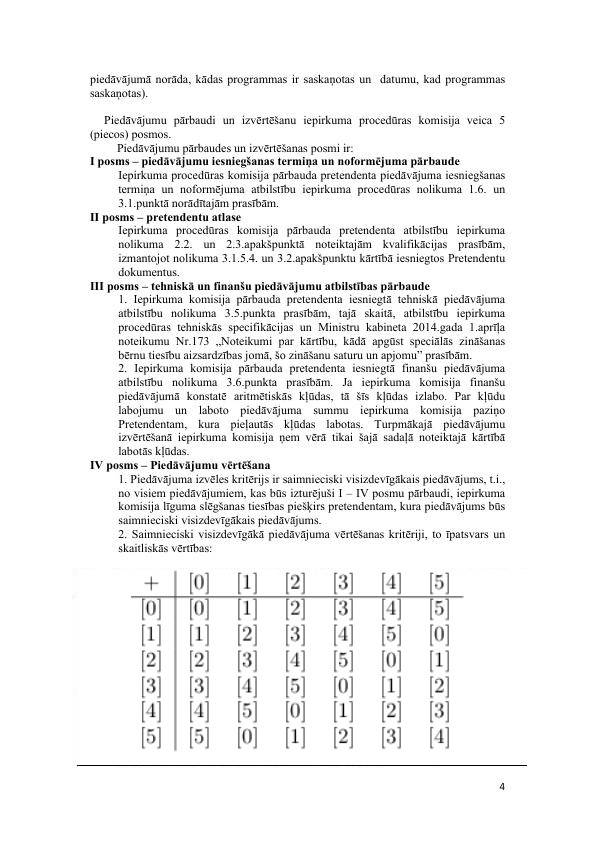 piedāvājumā norāda, kādas programmas ir saskaņotas un datumu, kad programmas
saskaņotas).
Piedāvājumu pārbaudi un izvērtēšanu iepirkuma procedūras komisija veica 5
(piecos) posmos.
Piedāvājumu pārbaudes un izvērtēšanas posmi ir:
I posms – piedāvājumu iesniegšanas termiņa un noformējuma pārbaude
Iepirkuma procedūras komisija pārbauda pretendenta piedāvājuma iesniegšanas
termiņa un noformējuma atbilstību iepirkuma procedūras nolikuma 1.6. un
3.1.punktā norādītajām prasībām.
II posms – pretendentu atlase
Iepirkuma procedūras komisija pārbauda pretendenta atbilstību iepirkuma
nolikuma 2.2. un 2.3.apakšpunktā noteiktajām kvalifikācijas prasībām,
izmantojot nolikuma 3.1.5.4. un 3.2.apakšpunktu kārtībā iesniegtos Pretendentu
dokumentus.
III posms – tehniskā un finanšu piedāvājumu atbilstības pārbaude
1. Iepirkuma komisija pārbauda pretendenta iesniegtā tehniskā piedāvājuma
atbilstību nolikuma 3.5.punkta prasībām, tajā skaitā, atbilstību iepirkuma
procedūras tehniskās specifikācijas un Ministru kabineta 2014.gada 1.aprīļa
noteikumu Nr.173 „Noteikumi par kārtību, kādā apgūst speciālās zināšanas
bērnu tiesību aizsardzības jomā, šo zināšanu saturu un apjomu” prasībām.
2. Iepirkuma komisija pārbauda pretendenta iesniegtā finanšu piedāvājuma
atbilstību nolikuma 3.6.punkta prasībām. Ja iepirkuma komisija finanšu
piedāvājumā konstatē aritmētiskās kļūdas, tā šīs kļūdas izlabo. Par kļūdu
labojumu un laboto piedāvājuma summu iepirkuma komisija paziņo
Pretendentam, kura pieļautās kļūdas labotas. Turpmākajā piedāvājumu
izvērtēšanā iepirkuma komisija ņem vērā tikai šajā sadaļā noteiktajā kārtībā
labotās kļūdas.
IV posms – Piedāvājumu vērtēšana
1. Piedāvājuma izvēles kritērijs ir saimnieciski visizdevīgākais piedāvājums, t.i.,
no visiem piedāvājumiem, kas būs izturējuši I – IV posmu pārbaudi, iepirkuma
komisija līguma slēgšanas tiesības piešķirs pretendentam, kura piedāvājums būs
saimnieciski visizdevīgākais piedāvājums.
2. Saimnieciski visizdevīgākā piedāvājuma vērtēšanas kritēriji, to īpatsvars un
skaitliskās vērtības:
+ [0] [1] [2] [3] [4] [5]
[0] [0] [1] [2] [3] [4] [5]
[1] [1] [2] [3] [4] [5] [0]
[2] [2] [3] [4] [5] [0] [1]
[3] [3] [4] [5] [0] [1] [2]
[4] [4] [5] [0] [1] [2] [3]
[5] [5] [0] [1] [2] [3] [4]
4